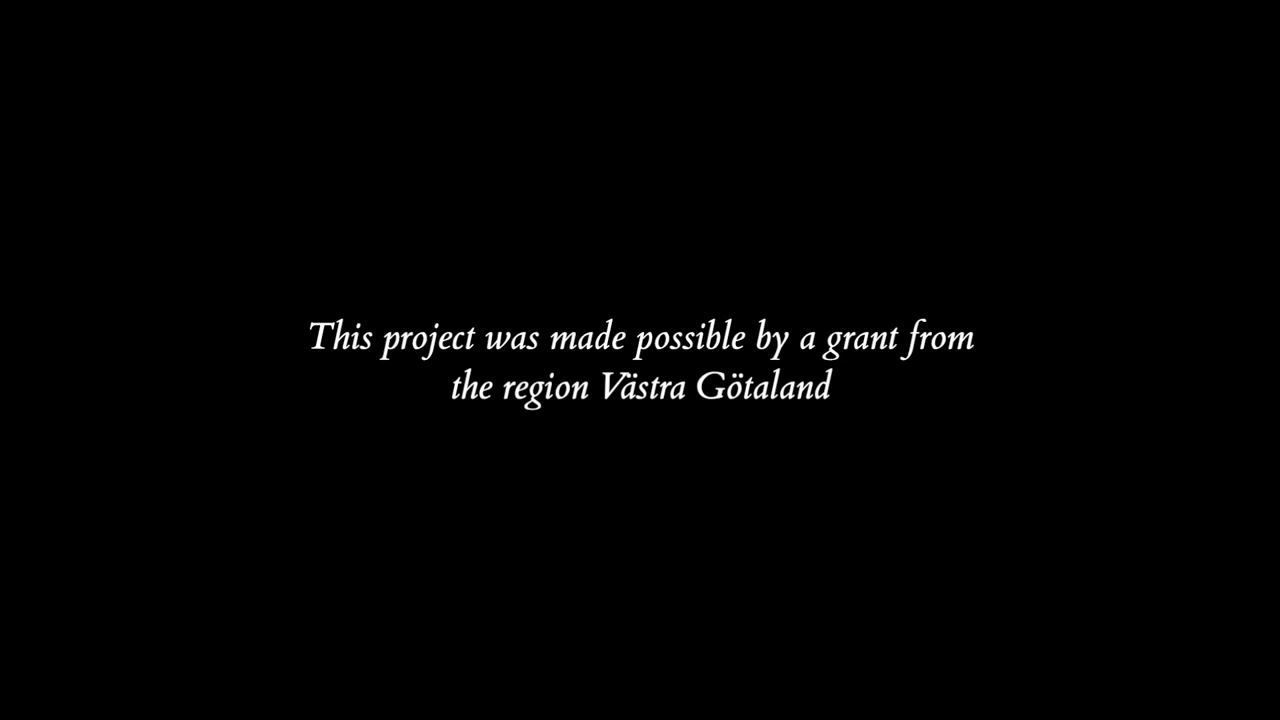 This project was made possible by a grant from
the region Västra Götaland